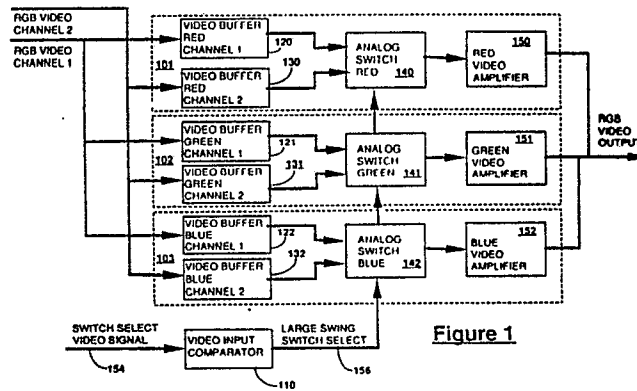 RGB VIDEO
CHANNEL 2
RGB VIDEO
CHANNEL 1
101
VIDEO BUFFER
RED
CHANNEL 1
120
VIDEO BUFFER
RED
CHANNEL 2
130
ANALOG
SWITCH
RED
140
150
RED
VIDEO
AMPLIFIER
102
VIDEO BUFFER
GREEN
CHANNEL 1
121
VIDEO BUFFER
GREEN
CHANNEL 2
131
ANALOG
SWITCH
GREEN
141
151
GREEN
VIDEO
AMPLIFIER
RGB
VIDEO
OUTPUT
103
VIDEO BUFFER
BLUE
CHANNEL 1
122
VIDEO BUFFER
BLUE
CHANNEL 2
132
ANALOG
SWITCH
BLUE
142
152
BLUE
VIDEO
AMPLIFIER
SWITCH SELECT
VIDEO SIGNAL
154
VIDEO INPUT
COMPARATOR
110
LARGE SWING
SWITCH SELECT
156
Figure 1